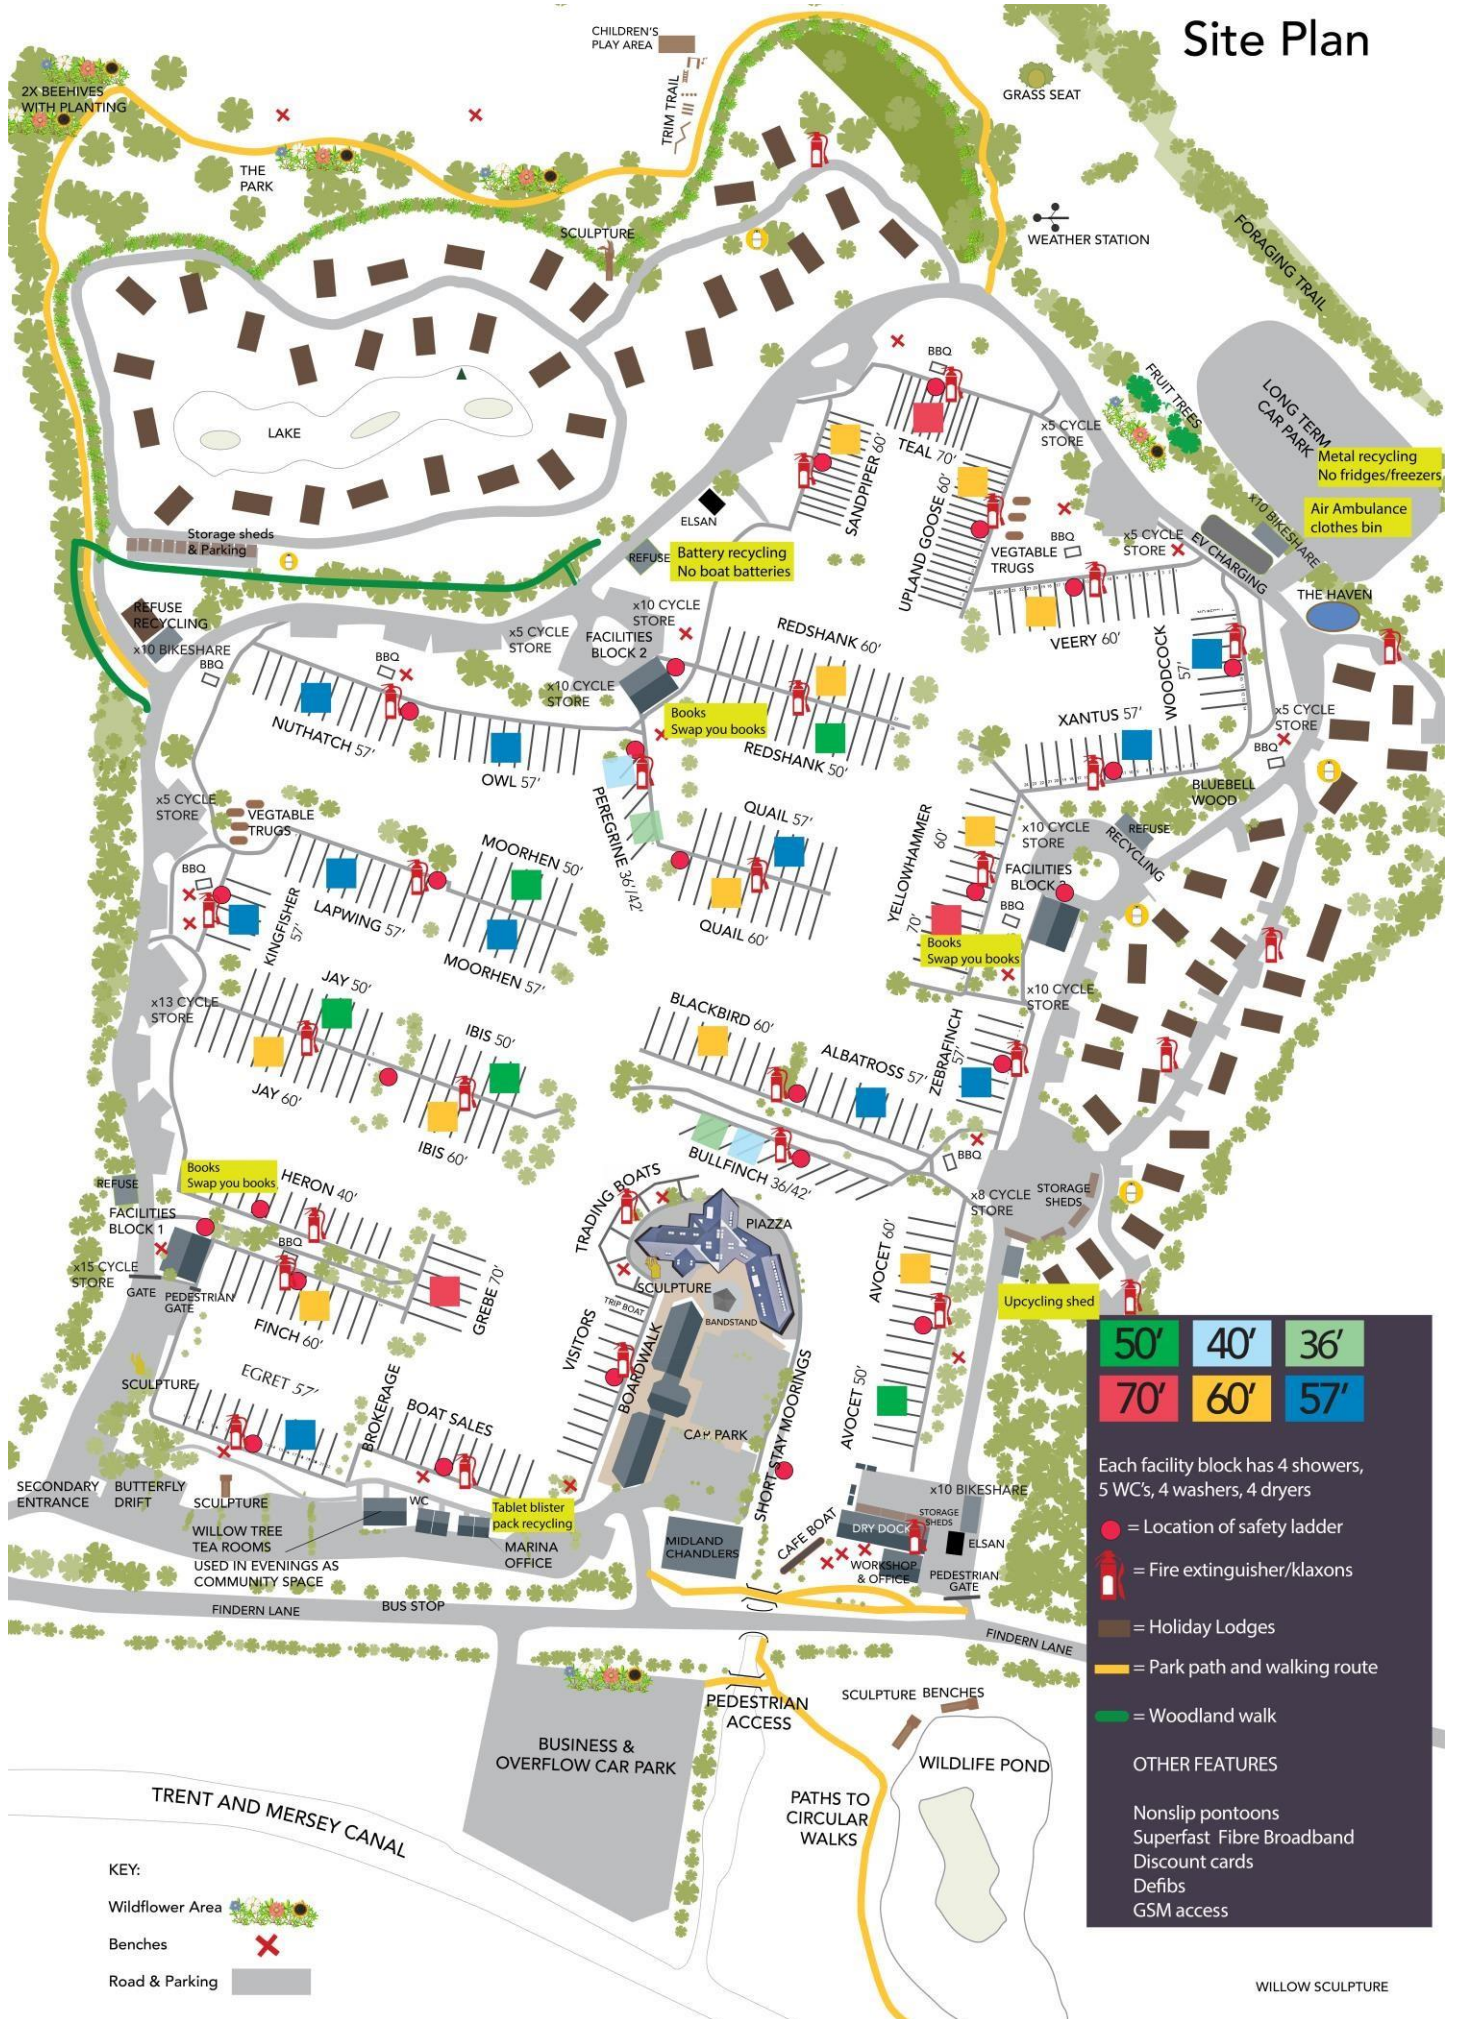 Site Plan
CHILDREN'S
PLAY AREA
TRIM TRAIL
GRASS SEAT
2X BEEHIVES
WITH PLANTING
THE
PARK
SCULPTURE
WEATHER STATION
FORAGING TRAIL
FRUIT TREES
LONG TERM
CAR PARK
Metal recycling
No fridges/freezers
Air Ambulance
clothes bin
x10 BIKESHARE
EV CHARGING
THE HAVEN
LAKE
BBQ
TEAL 70'
SANDPIPER 60'
UPLAND GOOSE 60'
x5 CYCLE
STORE
VEGTABLE
TRUGS
BBQ
x5 CYCLE
STORE
ELSAN
REFUSE
Battery recycling
No boat batteries
Storage sheds
& Parking
REFUSE
RECYCLING
x10 BIKESHARE
BBQ
x10 CYCLE
STORE
x5 CYCLE
STORE
FACILITIES
BLOCK 2
x10 CYCLE
STORE
BBQ
REDSHANK 60'
VEERY 60'
WOODCOCK
57'
XANTUS 57'
x5 CYCLE
STORE
BBQ
BLUEBELL
WOOD
Books
Swap you books
REDSHANK 50'
NUTHATCH 57'
OWL 57'
PEREGRINE 36'/42'
QUAIL 57'
QUAIL 60'
YELLOWHAMMER
60'
70'
x10 CYCLE
STORE
REFUSE
RECYCLING
FACILITIES
BLOCK 3
BBQ
Books
Swap you books
x10 CYCLE
STORE
x5 CYCLE
STORE
VEGTABLE
TRUGS
BBQ
KINGFISHER
57'
LAPWING 57'
MOORHEN 50'
MOORHEN 57'
x13 CYCLE
STORE
JAY 50'
JAY 60'
IBIS 50'
IBIS 60'
BLACKBIRD 60'
ALBATROSS 57'
ZEBRAFINCH
57'
BULLFINCH 36/42'
BBQ
x8 CYCLE
STORE
STORAGE
SHEDS
Books
Swap you books
REFUSE
FACILITIES
BLOCK 1
HERON 40'
BBQ
x15 CYCLE
STORE
GATE
PEDESTRIAN
GATE
FINCH 60'
GREBE 70'
TRADING BOATS
PIAZZA
SCULPTURE
TRIP BOAT
BANDSTAND
VISITORS
BOARDWALK
CAR PARK
AVOCET 60'
AVOCET 50'
SHORT STAY MOORINGS
Upcycling shed
SCULPTURE
EGRET 57'
BROKERAGE
BOAT SALES
SECONDARY
ENTRANCE
BUTTERFLY
DRIFT
SCULPTURE
WILLOW TREE
TEA ROOMS
USED IN EVENINGS AS
COMMUNITY SPACE
WC
Tablet blister
pack recycling
MARINA
OFFICE
MIDLAND
CHANDLERS
CAFE BOAT
DRY DOCK
STORAGE
SHEDS
x10 BIKESHARE
ELSAN
WORKSHOP
& OFFICE
PEDESTRIAN
GATE
FINDERN LANE
BUS STOP
FINDERN LANE
PEDESTRIAN
ACCESS
SCULPTURE BENCHES
BUSINESS &
OVERFLOW CAR PARK
WILDLIFE POND
PATHS TO
CIRCULAR
WALKS
TRENT AND MERSEY CANAL
50' 40' 36'
70' 60' 57'
Each facility block has 4 showers,
5 WC's, 4 washers, 4 dryers
= Location of safety ladder
= Fire extinguisher/klaxons
= Holiday Lodges
= Park path and walking route
= Woodland walk
OTHER FEATURES
Nonslip pontoons
Superfast Fibre Broadband
Discount cards
Defibs
GSM access
KEY:
Wildflower Area
Benches
Road & Parking
WILLOW SCULPTURE